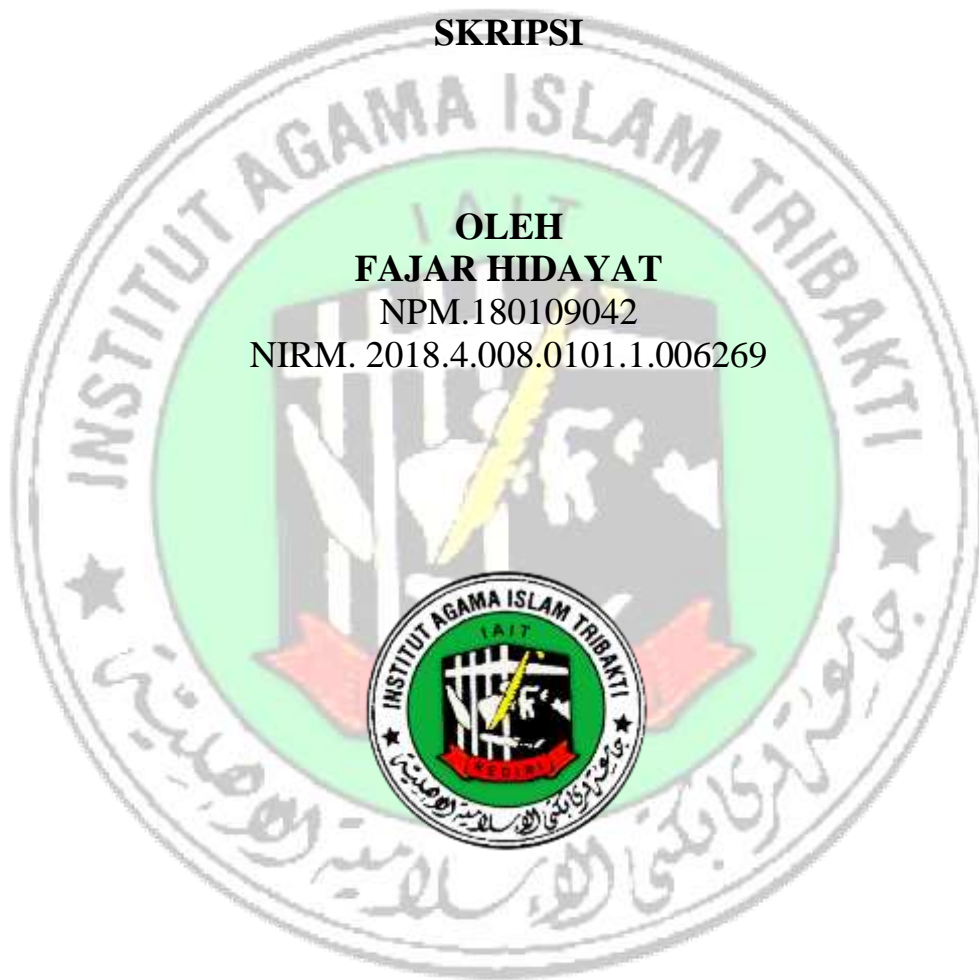 SKRIPSI
INSTITUT AGAMA ISLAM TRIBAKTI
IAIT
OLEH
FAJAR HIDAYAT
NPM.180109042
NIRM. 2018.4.008.0101.1.006269
INSTITUT AGAMA ISLAM TRIBAKTI
IAIT
KEDIRI